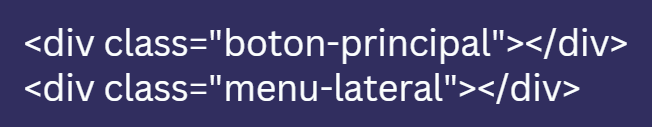 <div class="boton-principal"></div>
<div class="menu-lateral"></div>